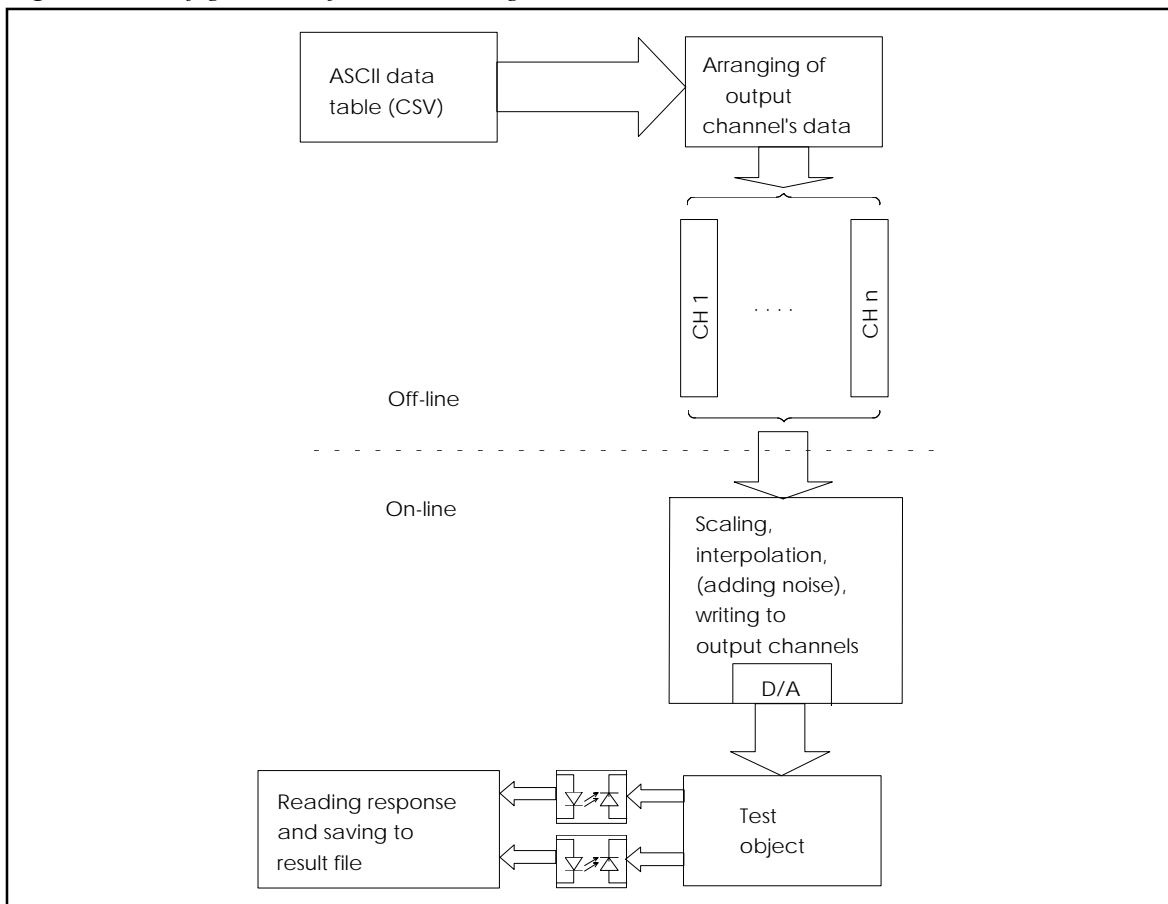 ASCII data
table (CSV)
Arranging of
output
channel's data
CH 1
. . . .
CH n
Off-line
On-line
Scaling,
interpolation,
(adding noise),
writing to
output channels
D/A
Reading response
and saving to
result file
Test
object